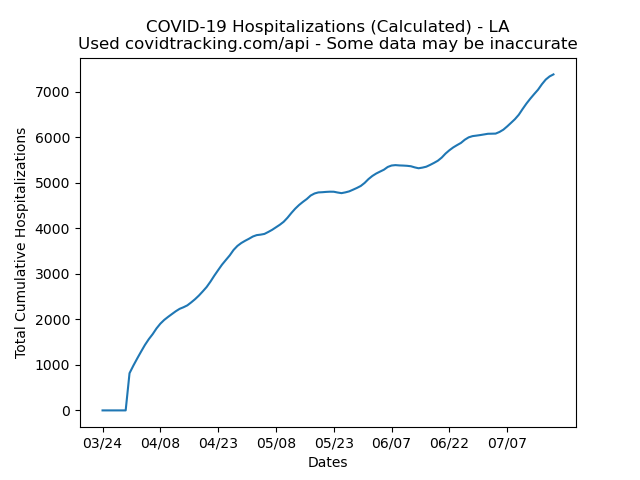 COVID-19 Hospitalizations (Calculated) - LA
Used covidtracking.com/api - Some data may be inaccurate
Total Cumulative Hospitalizations
7000
6000
5000
4000
3000
2000
1000
0
03/24 04/08 04/23 05/08 05/23 06/07 06/22 07/07
Dates